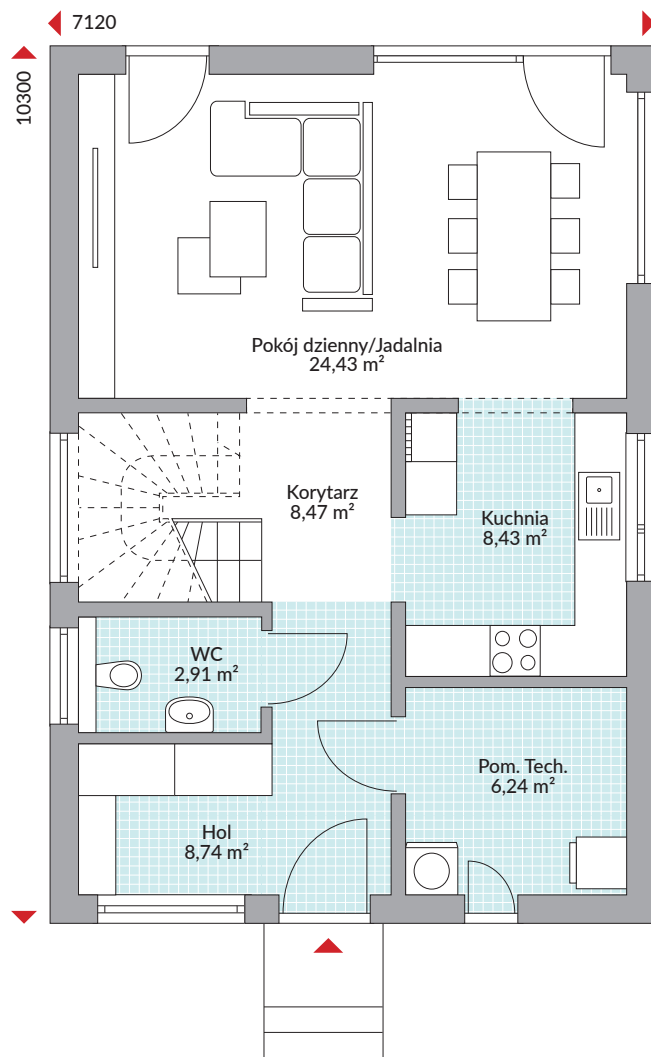 7120
10300
Pokój dzienny/Jadalnia
24,43 m²
Korytarz
8,47 m²
Kuchnia
8,43 m²
WC
2,91 m²
Pom. Tech.
6,24 m²
Hol
8,74 m²